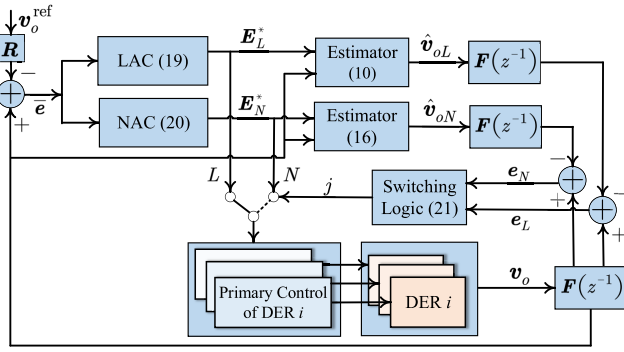 v_o^ref
R
−
+
ē
LAC (19)
NAC (20)
E_L^*
E_N^*
Estimator
(10)
Estimator
(16)
v̂_oL
v̂_oN
F(z⁻¹)
F(z⁻¹)
L
N
j
Switching
Logic (21)
e_N
e_L
−
+
−
+
Primary Control
of DER i
DER i
v_o
F(z⁻¹)